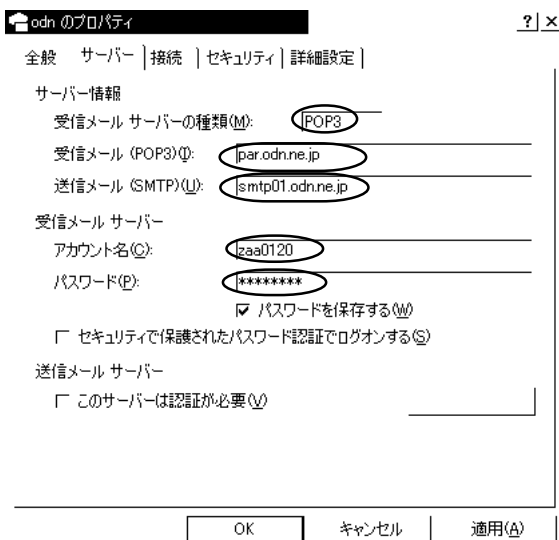 odn のプロパティ ? ×
全般 サーバー 接続 セキュリティ 詳細設定
サーバー情報
受信メール サーバーの種類(M): POP3
受信メール (POP3)(I): par.odn.ne.jp
送信メール (SMTP)(U): smtp01.odn.ne.jp
受信メール サーバー
アカウント名(C): zaa0120
パスワード(P): ********
パスワードを保存する(W)
セキュリティで保護されたパスワード認証でログオンする(S)
送信メール サーバー
このサーバーは認証が必要(V)
OK キャンセル 適用(A)